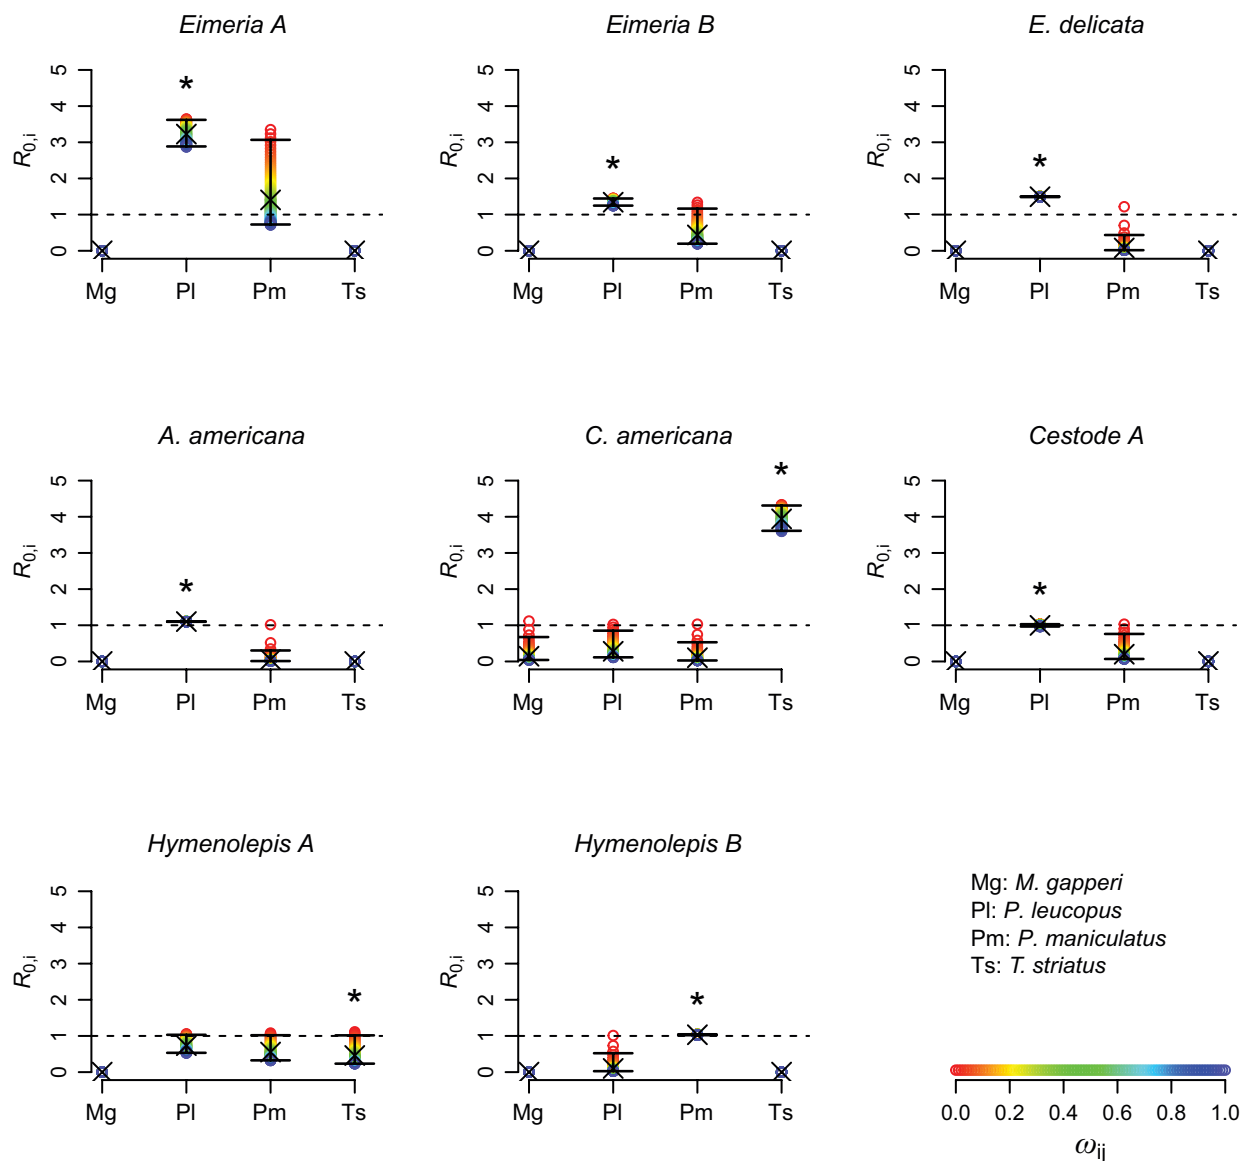 Eimeria A
R0,i
5
4
3
2
1
0
*
Mg Pl Pm Ts
Eimeria B
R0,i
5
4
3
2
1
0
*
Mg Pl Pm Ts
E. delicata
R0,i
5
4
3
2
1
0
*
Mg Pl Pm Ts
A. americana
R0,i
5
4
3
2
1
0
*
Mg Pl Pm Ts
C. americana
R0,i
5
4
3
2
1
0
*
Mg Pl Pm Ts
Cestode A
R0,i
5
4
3
2
1
0
*
Mg Pl Pm Ts
Hymenolepis A
R0,i
5
4
3
2
1
0
*
Mg Pl Pm Ts
Hymenolepis B
R0,i
5
4
3
2
1
0
*
Mg Pl Pm Ts
Mg: M. gapperi
Pl: P. leucopus
Pm: P. maniculatus
Ts: T. striatus
0.0 0.2 0.4 0.6 0.8 1.0
ωij